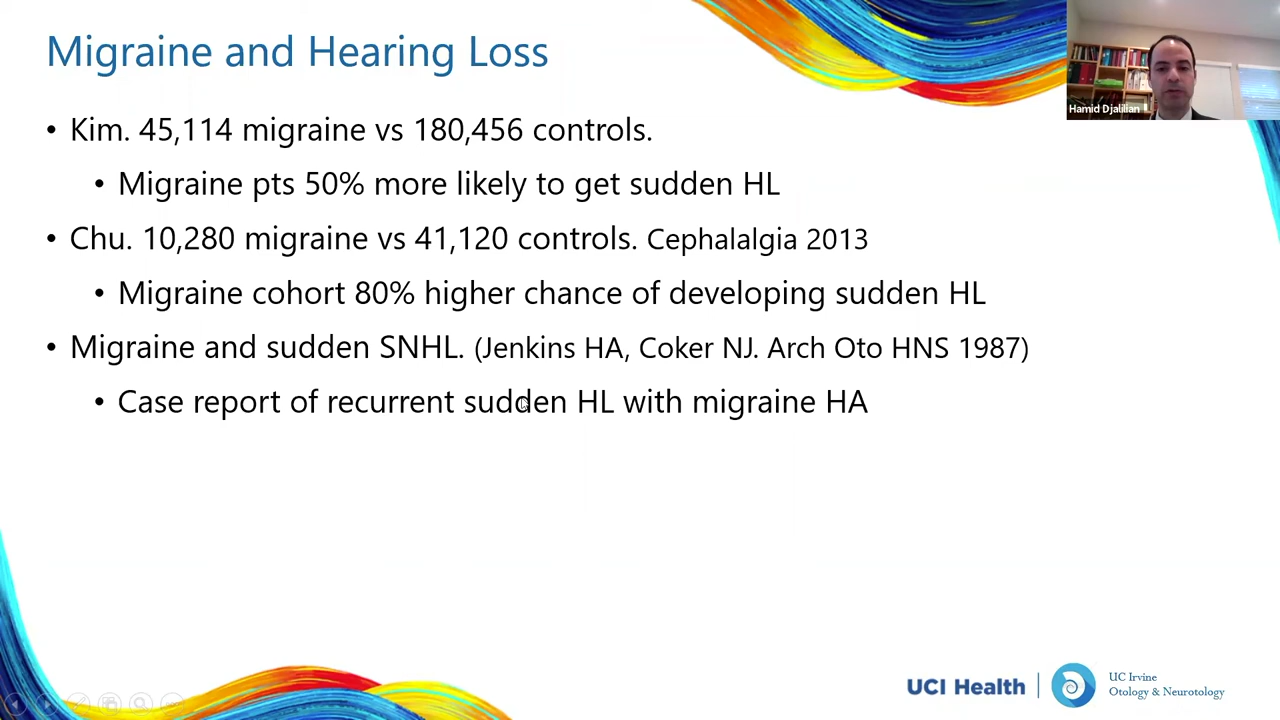 Migraine and Hearing Loss
Hamid Djalilian
• Kim. 45,114 migraine vs 180,456 controls.
• Migraine pts 50% more likely to get sudden HL
• Chu. 10,280 migraine vs 41,120 controls. Cephalalgia 2013
• Migraine cohort 80% higher chance of developing sudden HL
• Migraine and sudden SNHL. (Jenkins HA, Coker NJ. Arch Oto HNS 1987)
• Case report of recurrent sudden HL with migraine HA
UCI Health
UC Irvine
Otology & Neurotology